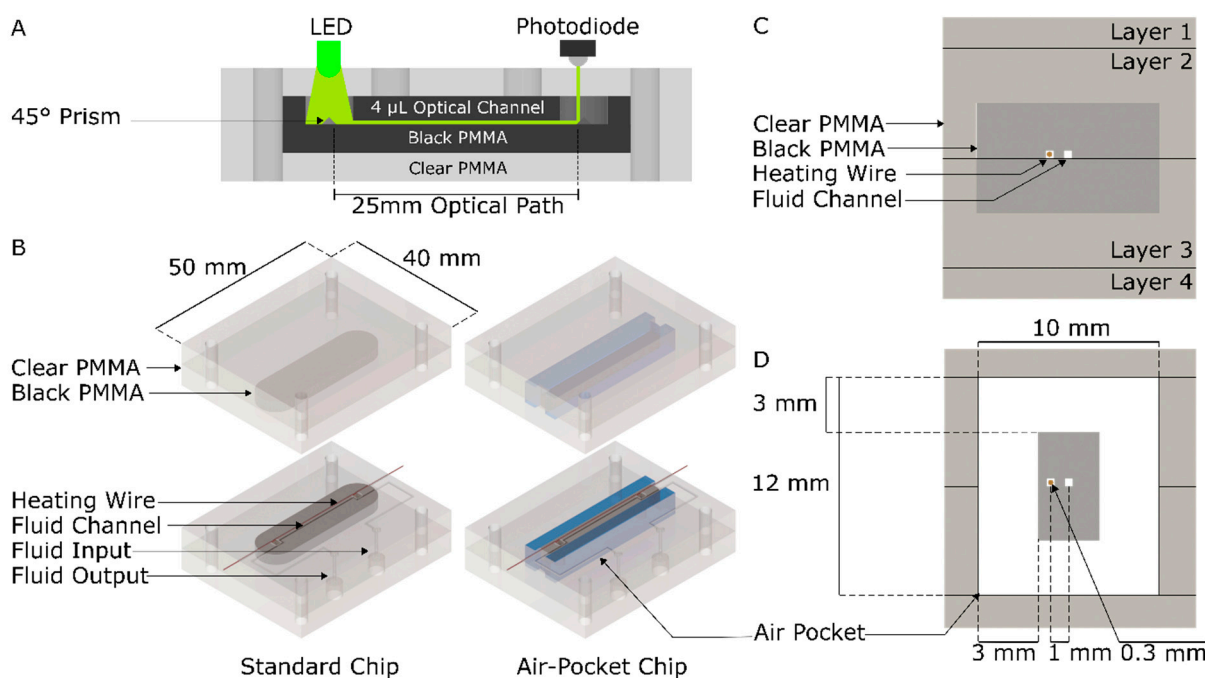 A
LED
Photodiode
45° Prism
4 µL Optical Channel
Black PMMA
Clear PMMA
25mm Optical Path
B
50 mm
40 mm
Clear PMMA
Black PMMA
Heating Wire
Fluid Channel
Fluid Input
Fluid Output
Standard Chip
Air-Pocket Chip
C
Layer 1
Layer 2
Clear PMMA
Black PMMA
Heating Wire
Fluid Channel
Layer 3
Layer 4
D
10 mm
3 mm
12 mm
Air Pocket
3 mm
1 mm
0.3 mm